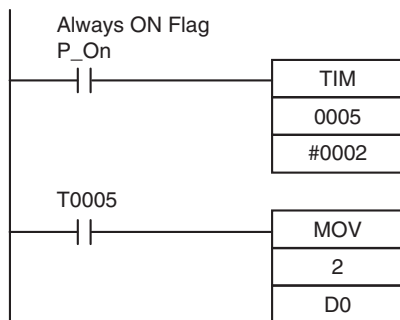 Always ON Flag
P_On
TIM
0005
#0002
T0005
MOV
2
D0